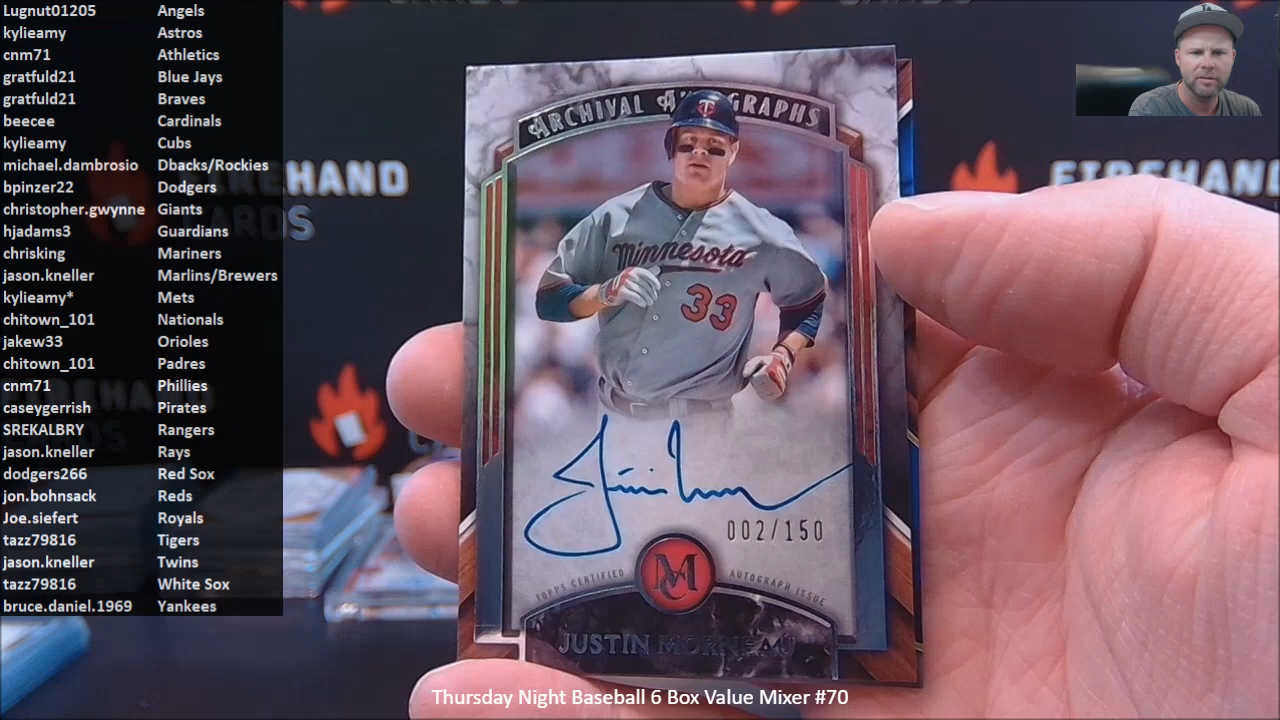 Lugnut01205 Angels
kylieamy Astros
cnm71 Athletics
gratfuld21 Blue Jays
gratfuld21 Braves
beecee Cardinals
kylieamy Cubs
michael.dambrosio Dbacks/Rockies
bpinzer22 Dodgers
christopher.gwynne Giants
hjadams3 Guardians
chrisking Mariners
jason.kneller Marlins/Brewers
kylieamy* Mets
chitown_101 Nationals
jakew33 Orioles
chitown_101 Padres
cnm71 Phillies
caseygerrish Pirates
SREKALBRY Rangers
jason.kneller Rays
dodgers266 Red Sox
jon.bohnsack Reds
Joe.siefert Royals
tazz79816 Tigers
jason.kneller Twins
tazz79816 White Sox
bruce.daniel.1969 Yankees
ARCHIVAL AUTOGRAPHS
Minnesota
33
002/150
TOPPS CERTIFIED AUTOGRAPH ISSUE
MC
JUSTIN MORNEAU
Thursday Night Baseball 6 Box Value Mixer #70